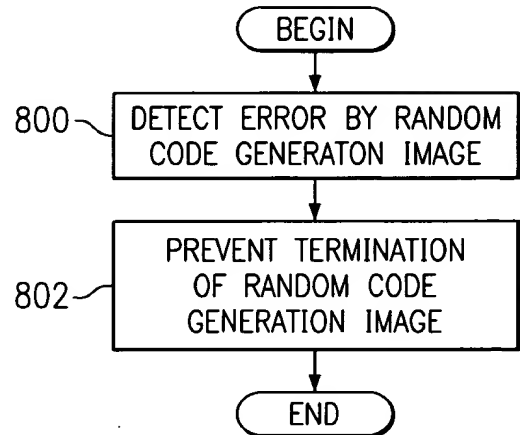 BEGIN
800
DETECT ERROR BY RANDOM
CODE GENERATON IMAGE
802
PREVENT TERMINATION
OF RANDOM CODE
GENERATION IMAGE
END